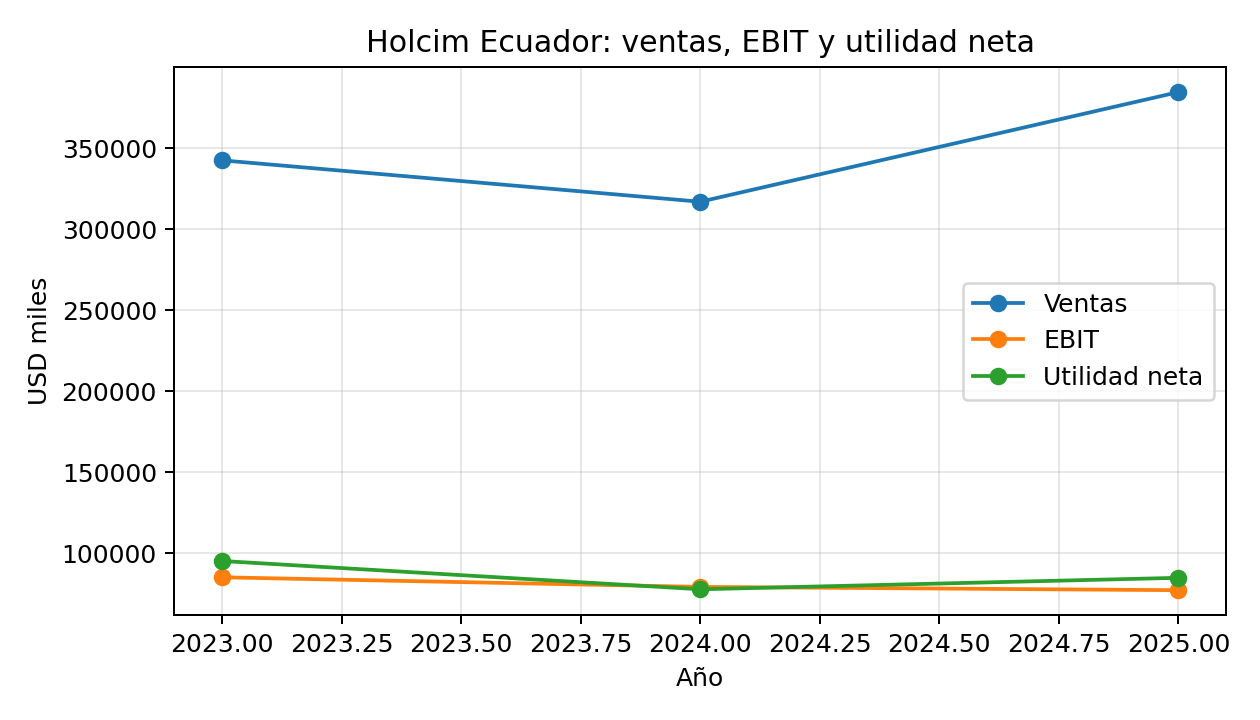 Holcim Ecuador: ventas, EBIT y utilidad neta
USD miles
350000
300000
250000
200000
150000
100000
Ventas
EBIT
Utilidad neta
2023.00 2023.25 2023.50 2023.75 2024.00 2024.25 2024.50 2024.75 2025.00
Año